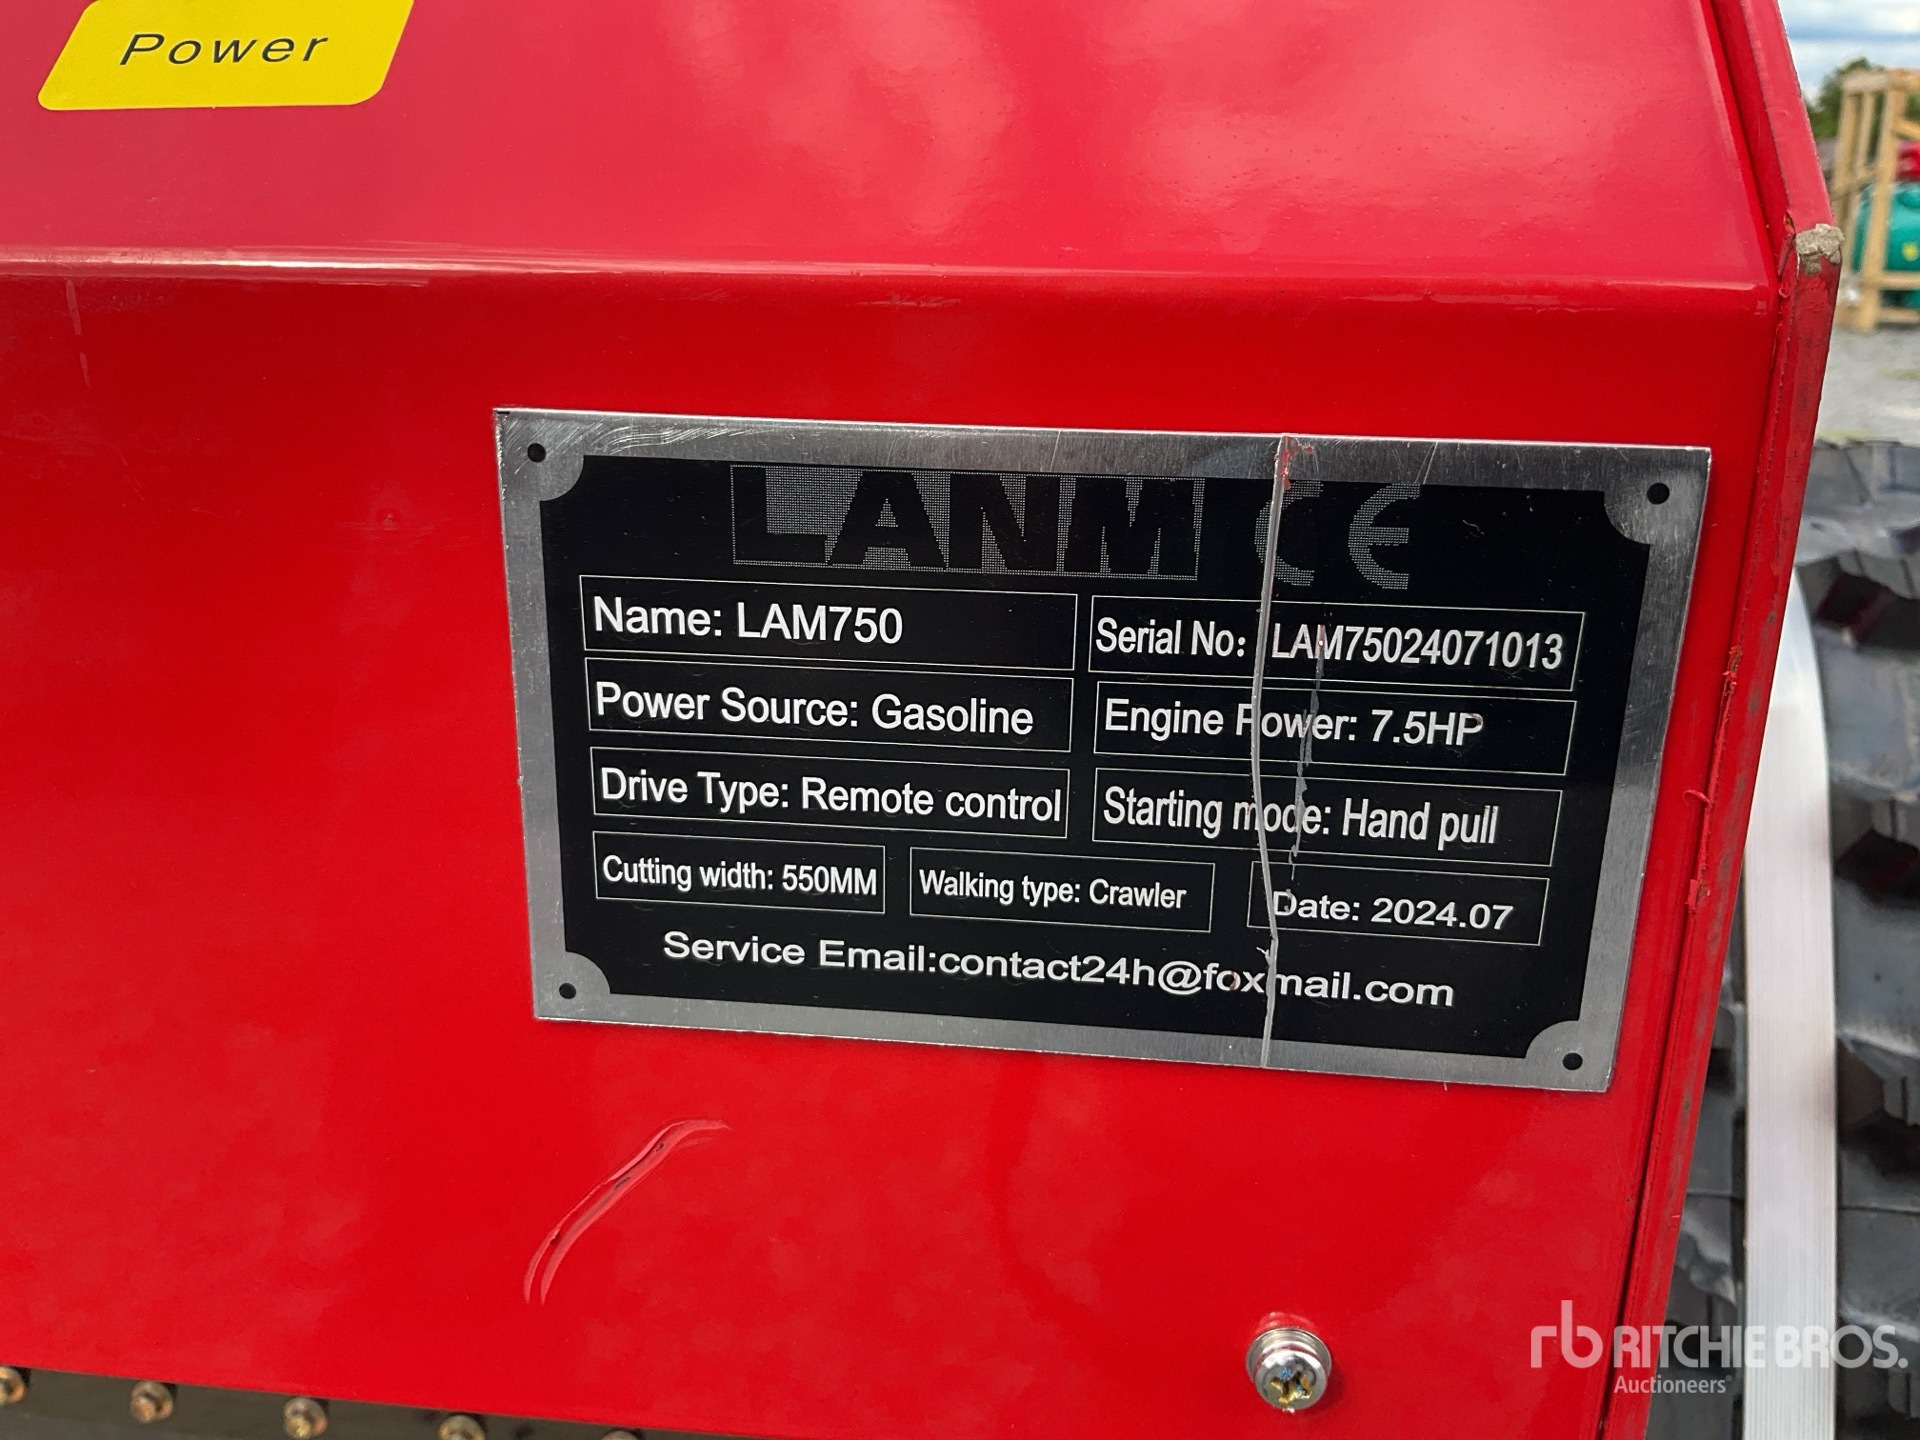 Power
LANM CE
Name: LAM750
Serial No: LAM75024071013
Power Source: Gasoline
Engine Power: 7.5HP
Drive Type: Remote control
Starting mode: Hand pull
Cutting width: 550MM
Walking type: Crawler
Date: 2024.07
Service Email:contact24h@foxmail.com
rb RITCHIE BROS.
Auctioneers